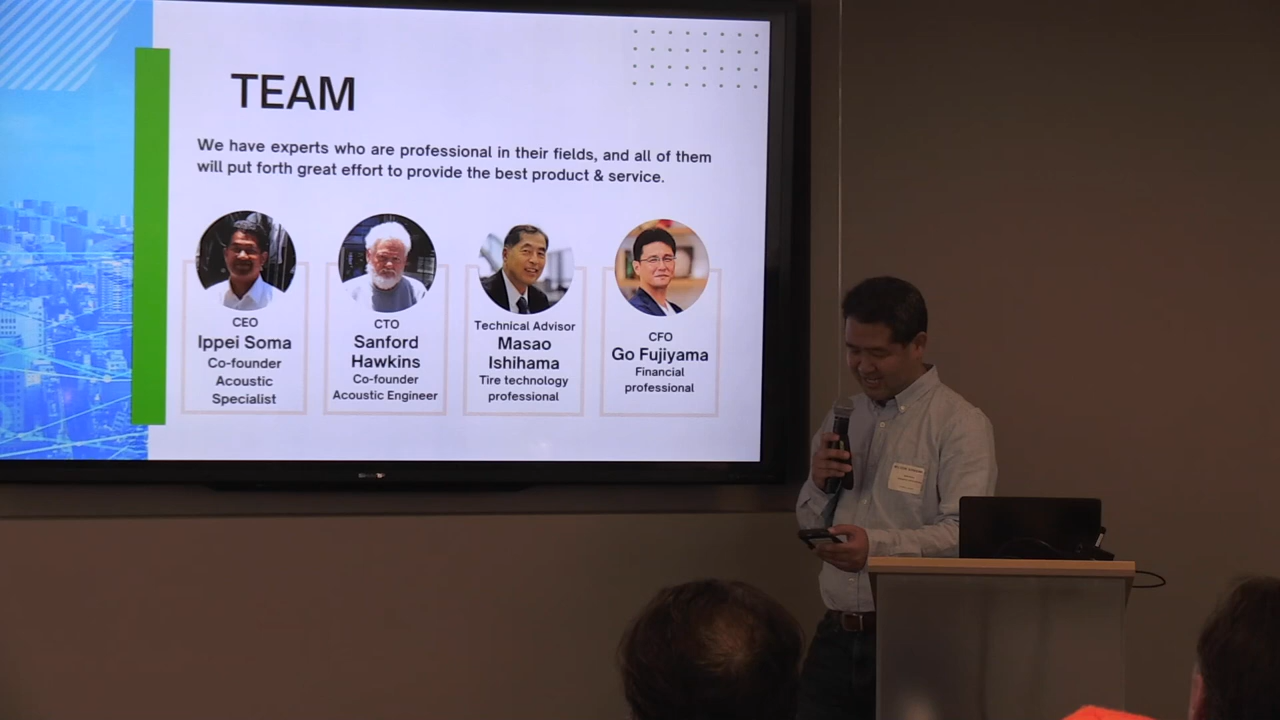 TEAM
We have experts who are professional in their fields, and all of them
will put forth great effort to provide the best product & service.
CEO
Ippei Soma
Co-founder
Acoustic
Specialist
CTO
Sanford
Hawkins
Co-founder
Acoustic Engineer
Technical Advisor
Masao
Ishihama
Tire technology
professional
CFO
Go Fujiyama
Financial
professional